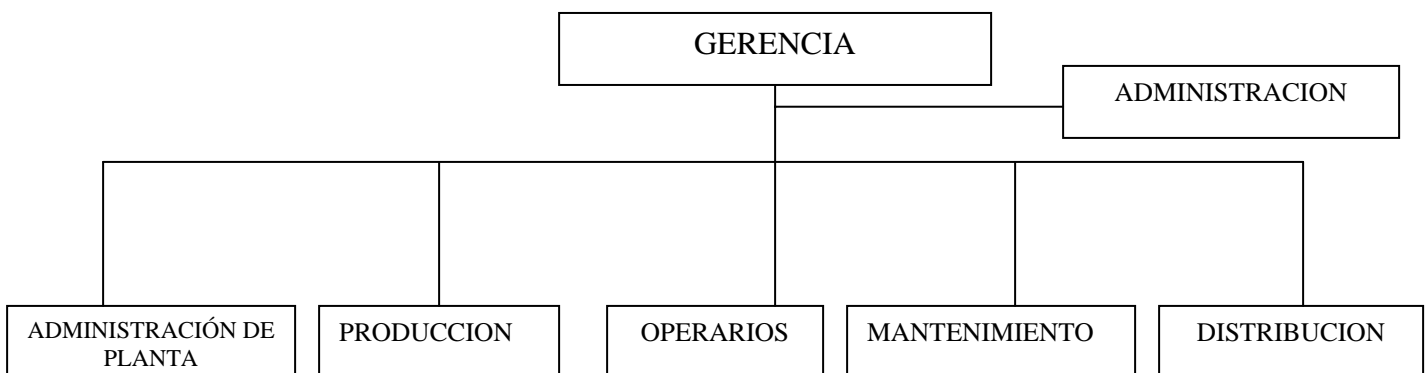 GERENCIA
ADMINISTRACION
ADMINISTRACIÓN DE
PLANTA
PRODUCCION
OPERARIOS
MANTENIMIENTO
DISTRIBUCION